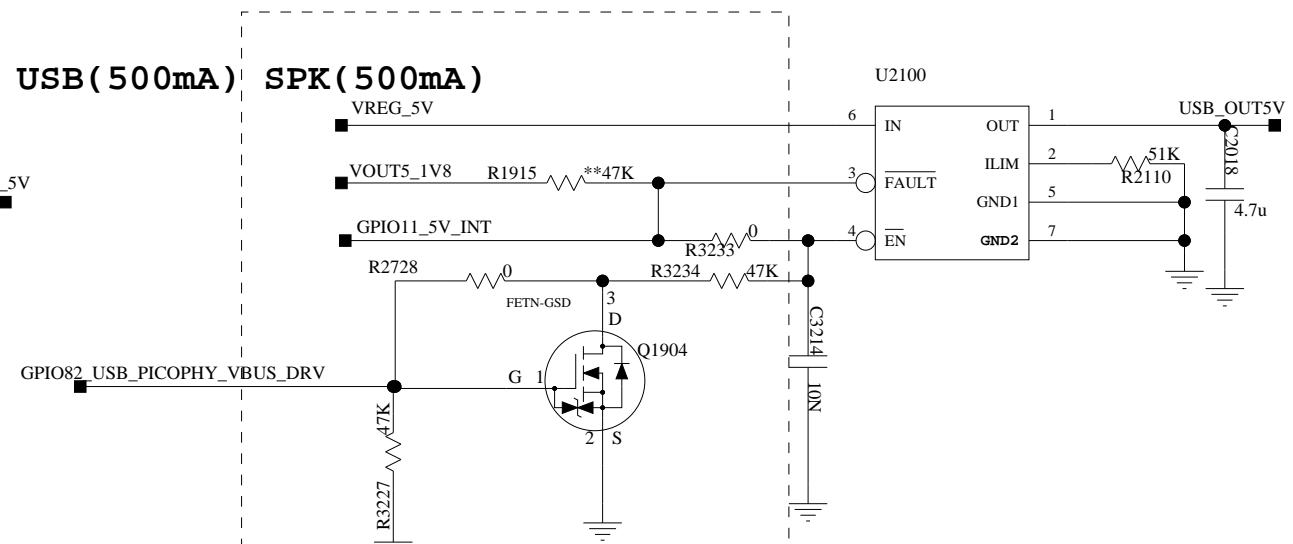 USB(500mA) SPK(500mA)
U2100
VREG_5V
6
IN
OUT
1
USB_OUT5V
_5V
VOUT5_1V8
R1915
**47K
3
FAULT
ILIM
2
51K
R2110
C2018
4.7u
GND1
5
GPIO11_5V_INT
R3233
0
4
EN
GND2
7
R2728
0
R3234
47K
FETN-GSD
3
D
C3214
10N
Q1904
GPIO82_USB_PICOPHY_VBUS_DRV
G 1
2 S
47K
R3227